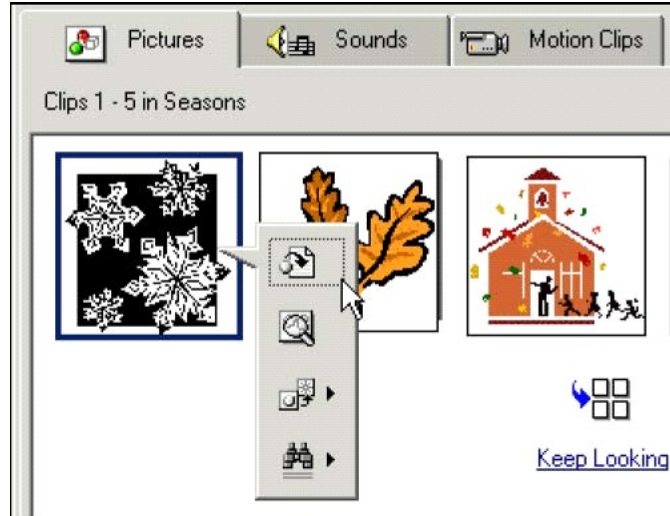 Pictures
Sounds
Motion Clips
Clips 1 - 5 in Seasons
Keep Looking